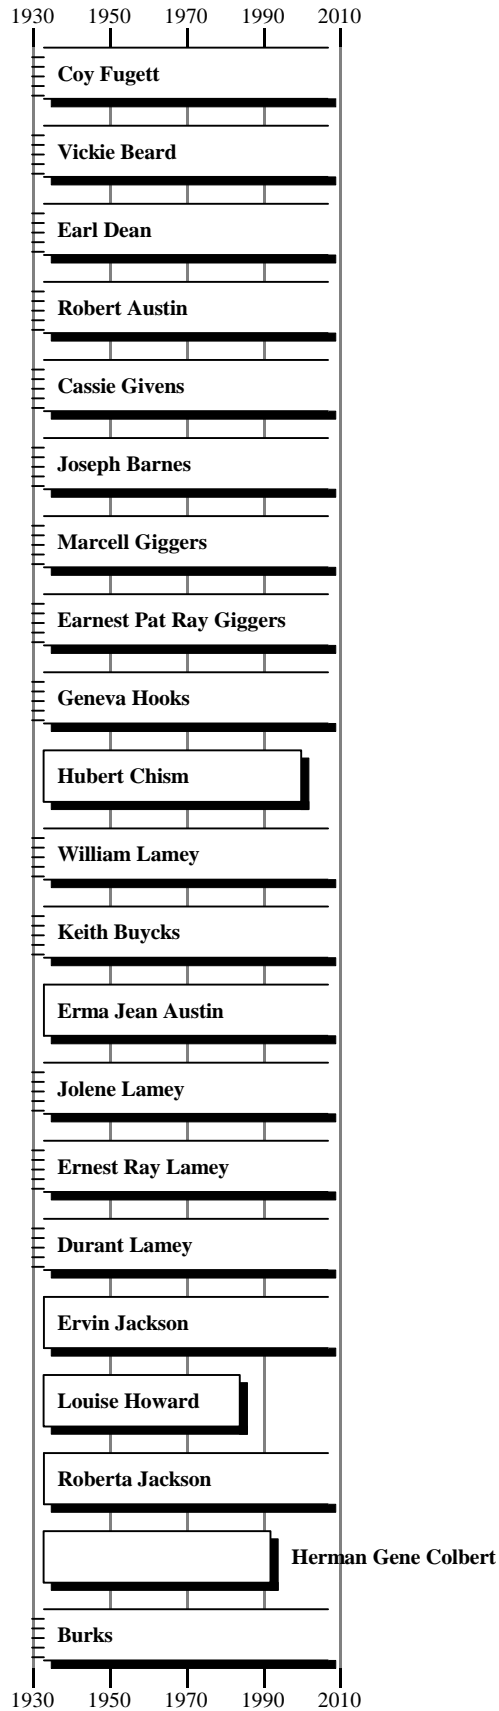 1930 1950 1970 1990 2010
Coy Fugett
Vickie Beard
Earl Dean
Robert Austin
Cassie Givens
Joseph Barnes
Marcell Giggers
Earnest Pat Ray Giggers
Geneva Hooks
Hubert Chism
William Lamey
Keith Buycks
Erma Jean Austin
Jolene Lamey
Ernest Ray Lamey
Durant Lamey
Ervin Jackson
Louise Howard
Roberta Jackson
Herman Gene Colbert
Burks
1930 1950 1970 1990 2010